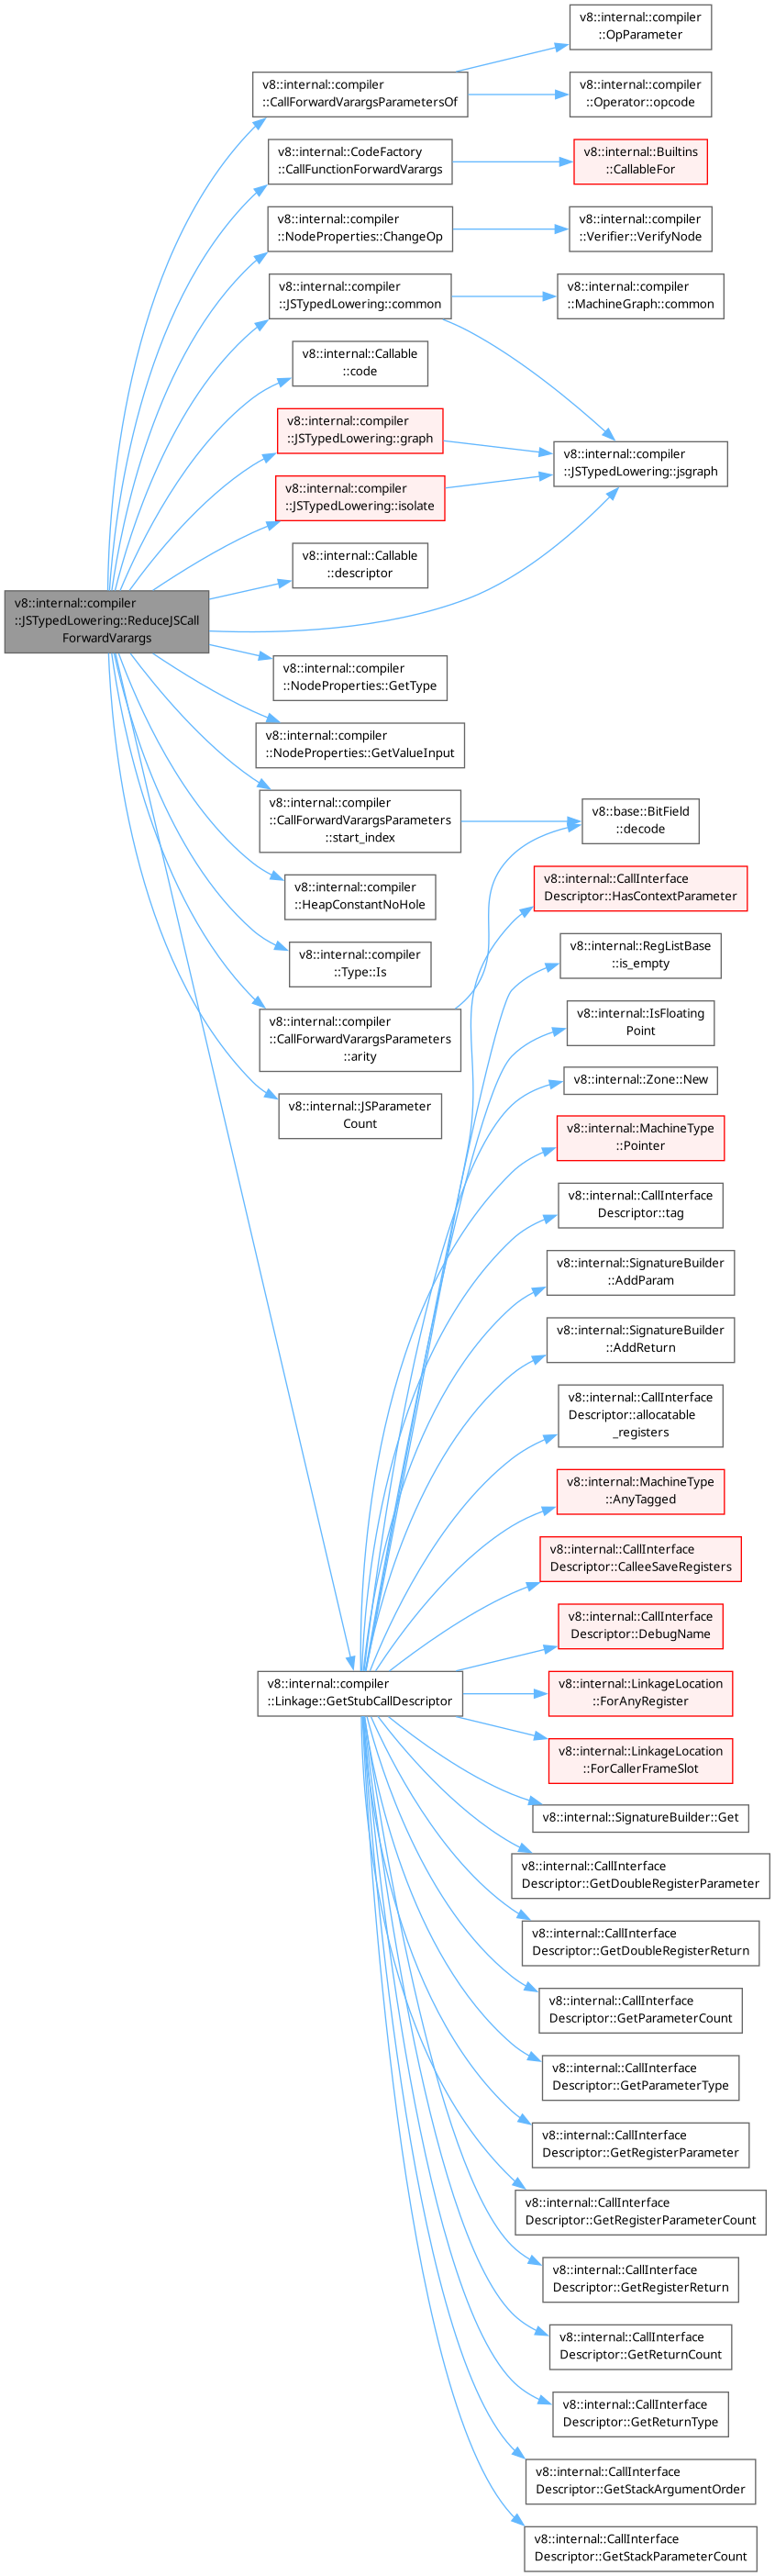 v8::internal::compiler
::JSTypedLowering::ReduceJSCall
ForwardVarargs
v8::internal::compiler
::CallForwardVarargsParametersOf
v8::internal::compiler
::OpParameter
v8::internal::compiler
::Operator::opcode
v8::internal::CodeFactory
::CallFunctionForwardVarargs
v8::internal::Builtins
::CallableFor
v8::internal::compiler
::NodeProperties::ChangeOp
v8::internal::compiler
::Verifier::VerifyNode
v8::internal::compiler
::JSTypedLowering::common
v8::internal::compiler
::MachineGraph::common
v8::internal::Callable
::code
v8::internal::compiler
::JSTypedLowering::graph
v8::internal::compiler
::JSTypedLowering::jsgraph
v8::internal::compiler
::JSTypedLowering::isolate
v8::internal::Callable
::descriptor
v8::internal::compiler
::NodeProperties::GetType
v8::internal::compiler
::NodeProperties::GetValueInput
v8::internal::compiler
::CallForwardVarargsParameters
::start_index
v8::base::BitField
::decode
v8::internal::compiler
::HeapConstantNoHole
v8::internal::compiler
::Type::Is
v8::internal::compiler
::CallForwardVarargsParameters
::arity
v8::internal::JSParameter
Count
v8::internal::compiler
::Linkage::GetStubCallDescriptor
v8::internal::CallInterface
Descriptor::HasContextParameter
v8::internal::RegListBase
::is_empty
v8::internal::IsFloating
Point
v8::internal::Zone::New
v8::internal::MachineType
::Pointer
v8::internal::CallInterface
Descriptor::tag
v8::internal::SignatureBuilder
::AddParam
v8::internal::SignatureBuilder
::AddReturn
v8::internal::CallInterface
Descriptor::allocatable
_registers
v8::internal::MachineType
::AnyTagged
v8::internal::CallInterface
Descriptor::CalleeSaveRegisters
v8::internal::CallInterface
Descriptor::DebugName
v8::internal::LinkageLocation
::ForAnyRegister
v8::internal::LinkageLocation
::ForCallerFrameSlot
v8::internal::SignatureBuilder::Get
v8::internal::CallInterface
Descriptor::GetDoubleRegisterParameter
v8::internal::CallInterface
Descriptor::GetDoubleRegisterReturn
v8::internal::CallInterface
Descriptor::GetParameterCount
v8::internal::CallInterface
Descriptor::GetParameterType
v8::internal::CallInterface
Descriptor::GetRegisterParameter
v8::internal::CallInterface
Descriptor::GetRegisterParameterCount
v8::internal::CallInterface
Descriptor::GetRegisterReturn
v8::internal::CallInterface
Descriptor::GetReturnCount
v8::internal::CallInterface
Descriptor::GetReturnType
v8::internal::CallInterface
Descriptor::GetStackArgumentOrder
v8::internal::CallInterface
Descriptor::GetStackParameterCount